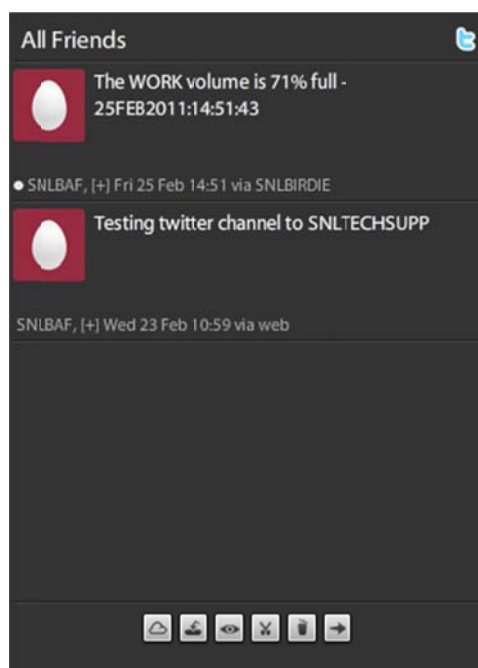 All Friends
The WORK volume is 71% full -
25FEB2011:14:51:43
SNLBAF, [+] Fri 25 Feb 14:51 via SNLBIRDIE
Testing twitter channel to SNLTECHSUPP
SNLBAF, [+] Wed 23 Feb 10:59 via web